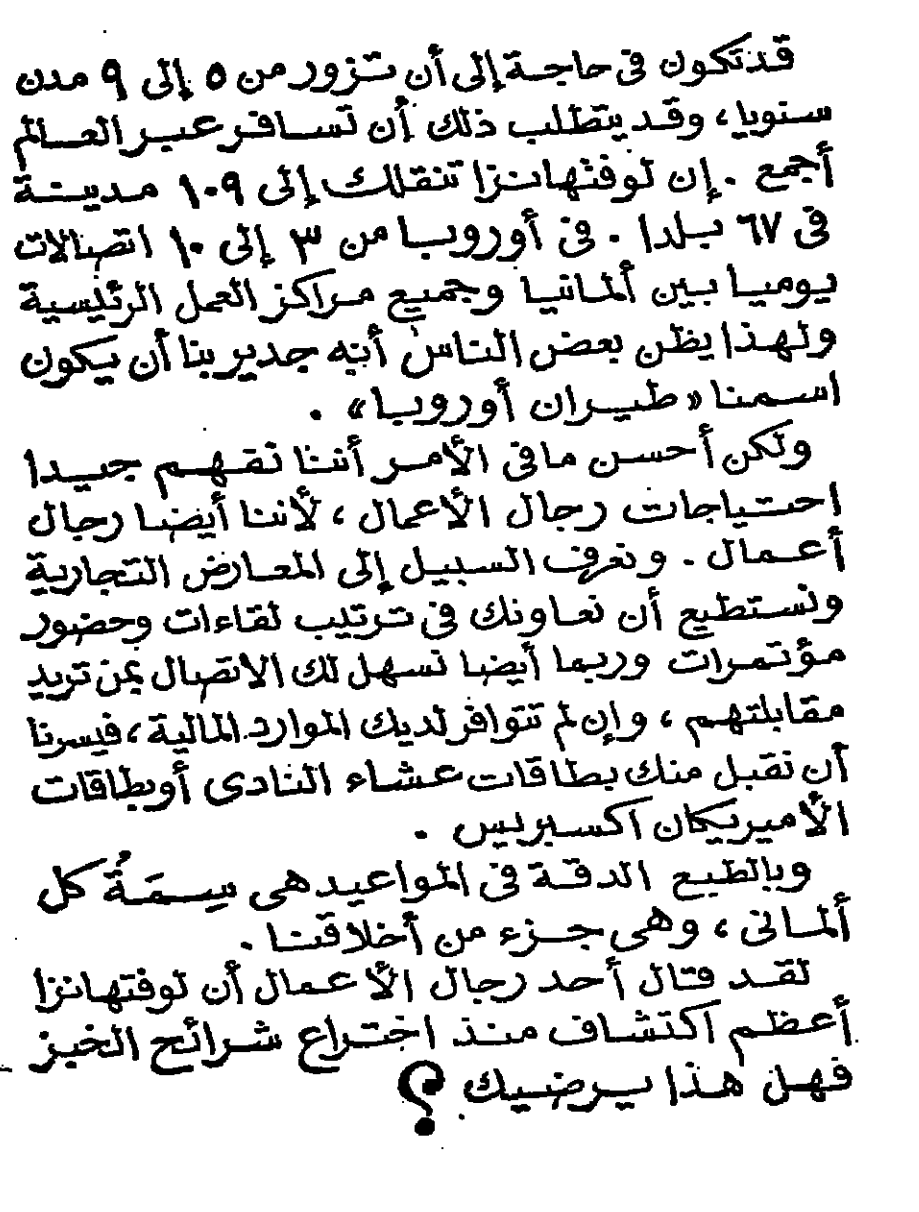 قد تكون فى حاجة إلى أن تزور من ٥ إلى ٩ مدن
سنويا ، وقد يتطلب ذلك أن تسافر عبر العالم
أجمع . إن لوفتهانزا تنقلك إلى ١٠٩ مدينة
فى ٦٧ بلدا . فى أوروبا من ٣ إلى ١٠ اتصالات
يوميا بين ألمانيا وجميع مراكز العمل الرئيسية
ولهذا يظن بعض الناس أنه جدير بنا أن يكون
اسمنا « طيران أوروبا » .
ولكن أحسن ما فى الأمر أننا نفهم جيدا
احتياجات رجال الأعمال ، لأننا أيضا رجال
أعمال . ونعرف السبيل إلى المعارض التجارية
ونستطيع أن نعاونك فى ترتيب لقاءات وحضور
مؤتمرات وربما أيضا نسهل لك الاتصال بمن تريد
مقابلتهم ، وإن لم تتوافر لديك الموارد المالية ، فيسرنا
أن نقبل منك بطاقات عشاء النادى أو بطاقات
الأميريكان اكسبريس .
وبالطبع الدقة فى المواعيد هى سِمَةُ كل
ألمانى ، وهى جزء من أخلاقنا .
لقد قال أحد رجال الأعمال أن لوفتهانزا
أعظم اكتشاف منذ اختراع شرائح الخبز
فهل هذا يرضيك ؟